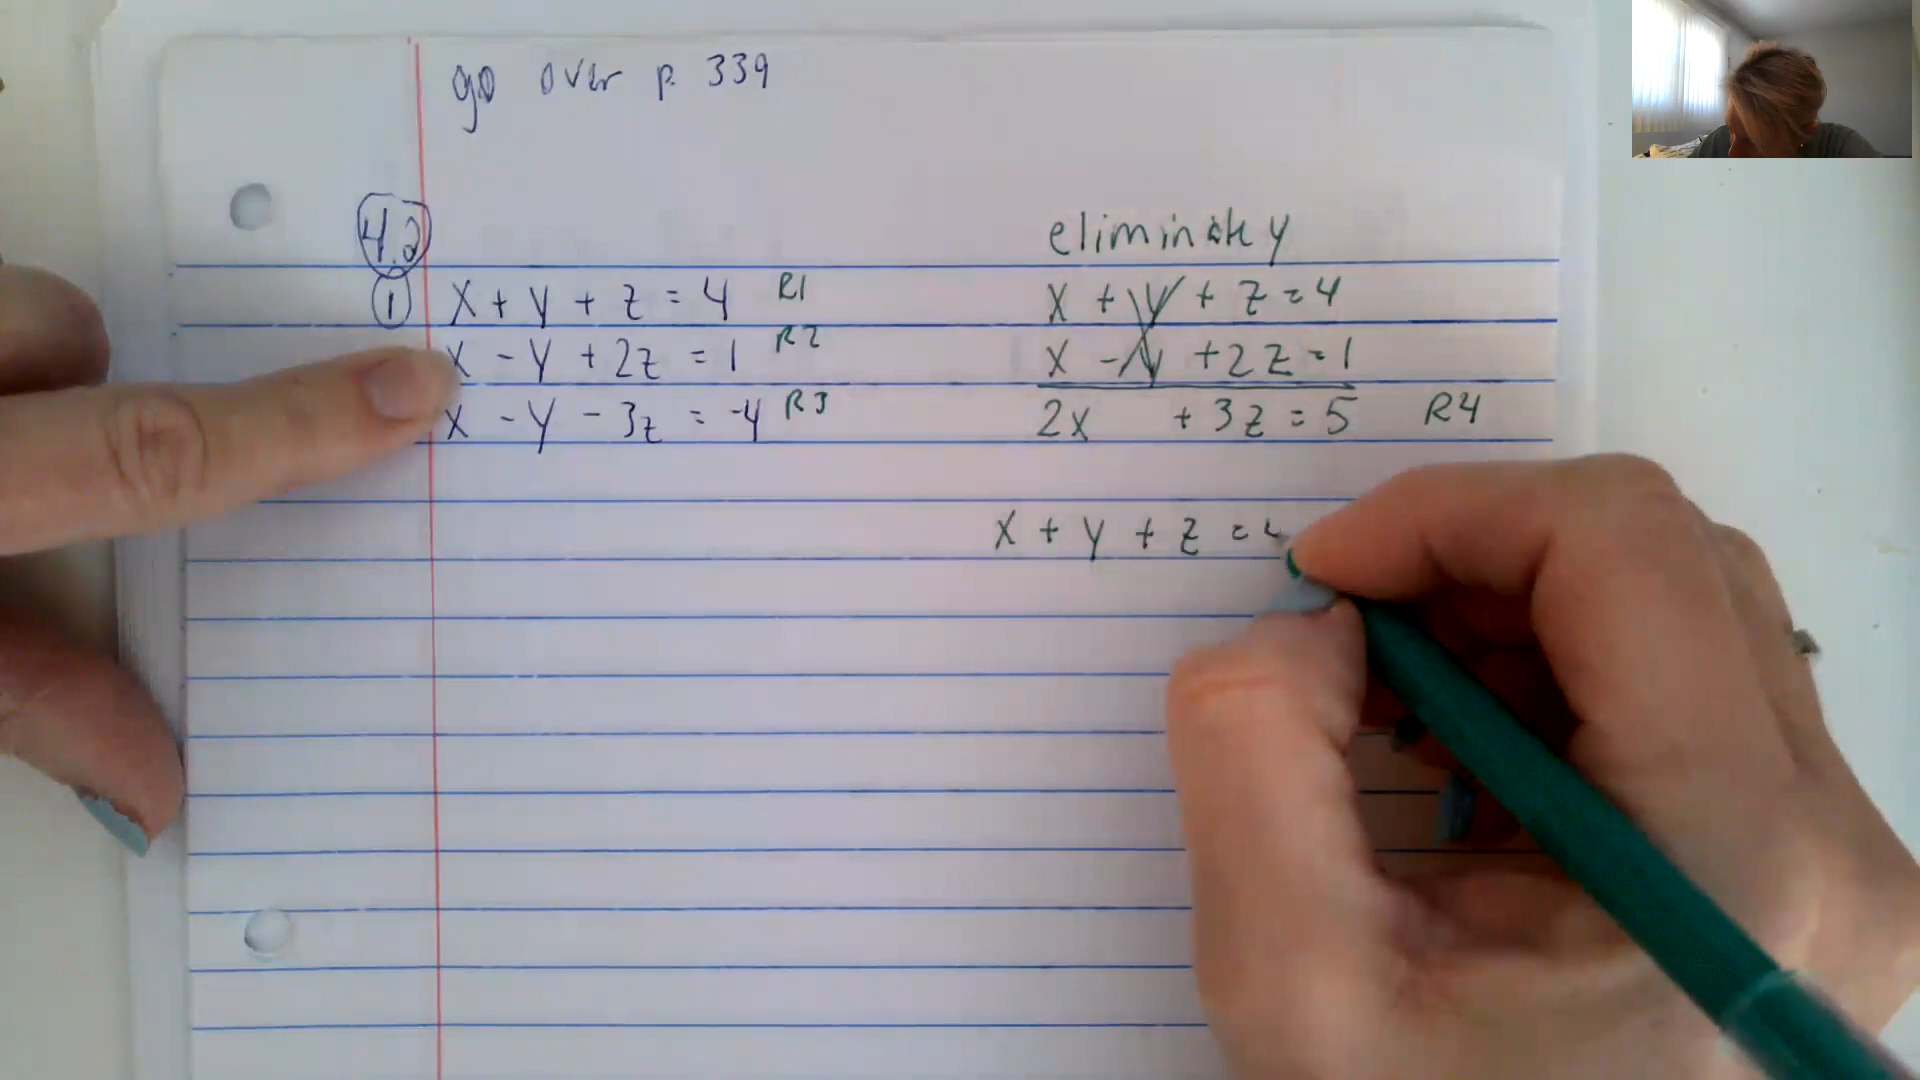 go over p. 339
4.2
① x + y + z = 4 R1
x - y + 2z = 1 R2
x - y - 3z = -4 R3
eliminate y
x + y + z = 4
x - y + 2z = 1
2x + 3z = 5 R4
x + y + z = 4